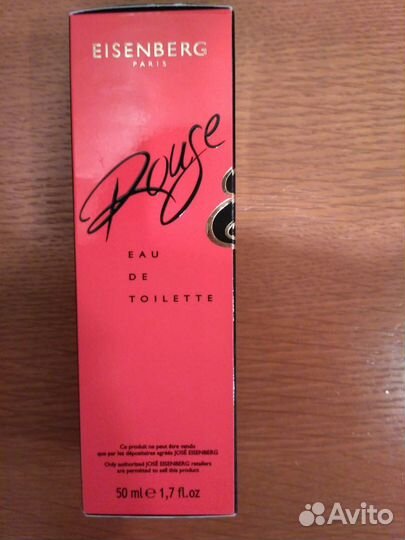 EISENBERG
PARIS
Rouge
&
EAU
DE
TOILETTE
Ce produit ne peut être vendu
que par les dépositaires agréés JOSÉ EISENBERG
Only authorized JOSÉ EISENBERG retailers
are permitted to sell this product
50 ml e 1,7 fl.oz
Avito